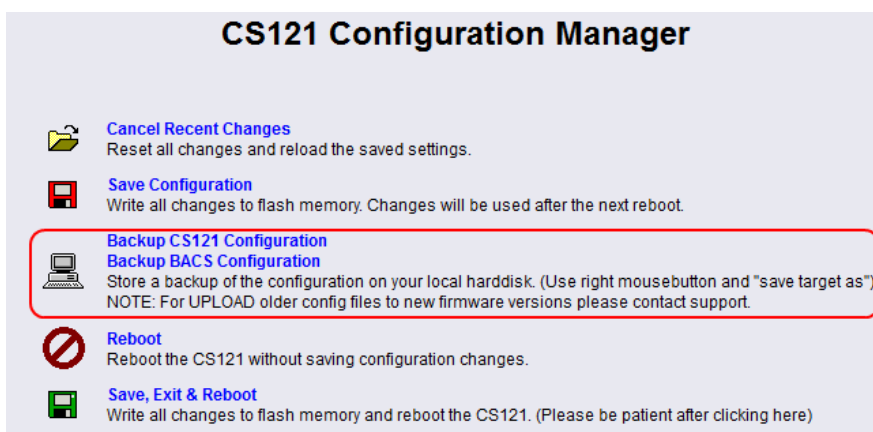 CS121 Configuration Manager
Cancel Recent Changes
Reset all changes and reload the saved settings.
Save Configuration
Write all changes to flash memory. Changes will be used after the next reboot.
Backup CS121 Configuration
Backup BACS Configuration
Store a backup of the configuration on your local harddisk. (Use right mousebutton and "save target as")
NOTE: For UPLOAD older config files to new firmware versions please contact support.
Reboot
Reboot the CS121 without saving configuration changes.
Save, Exit & Reboot
Write all changes to flash memory and reboot the CS121. (Please be patient after clicking here)